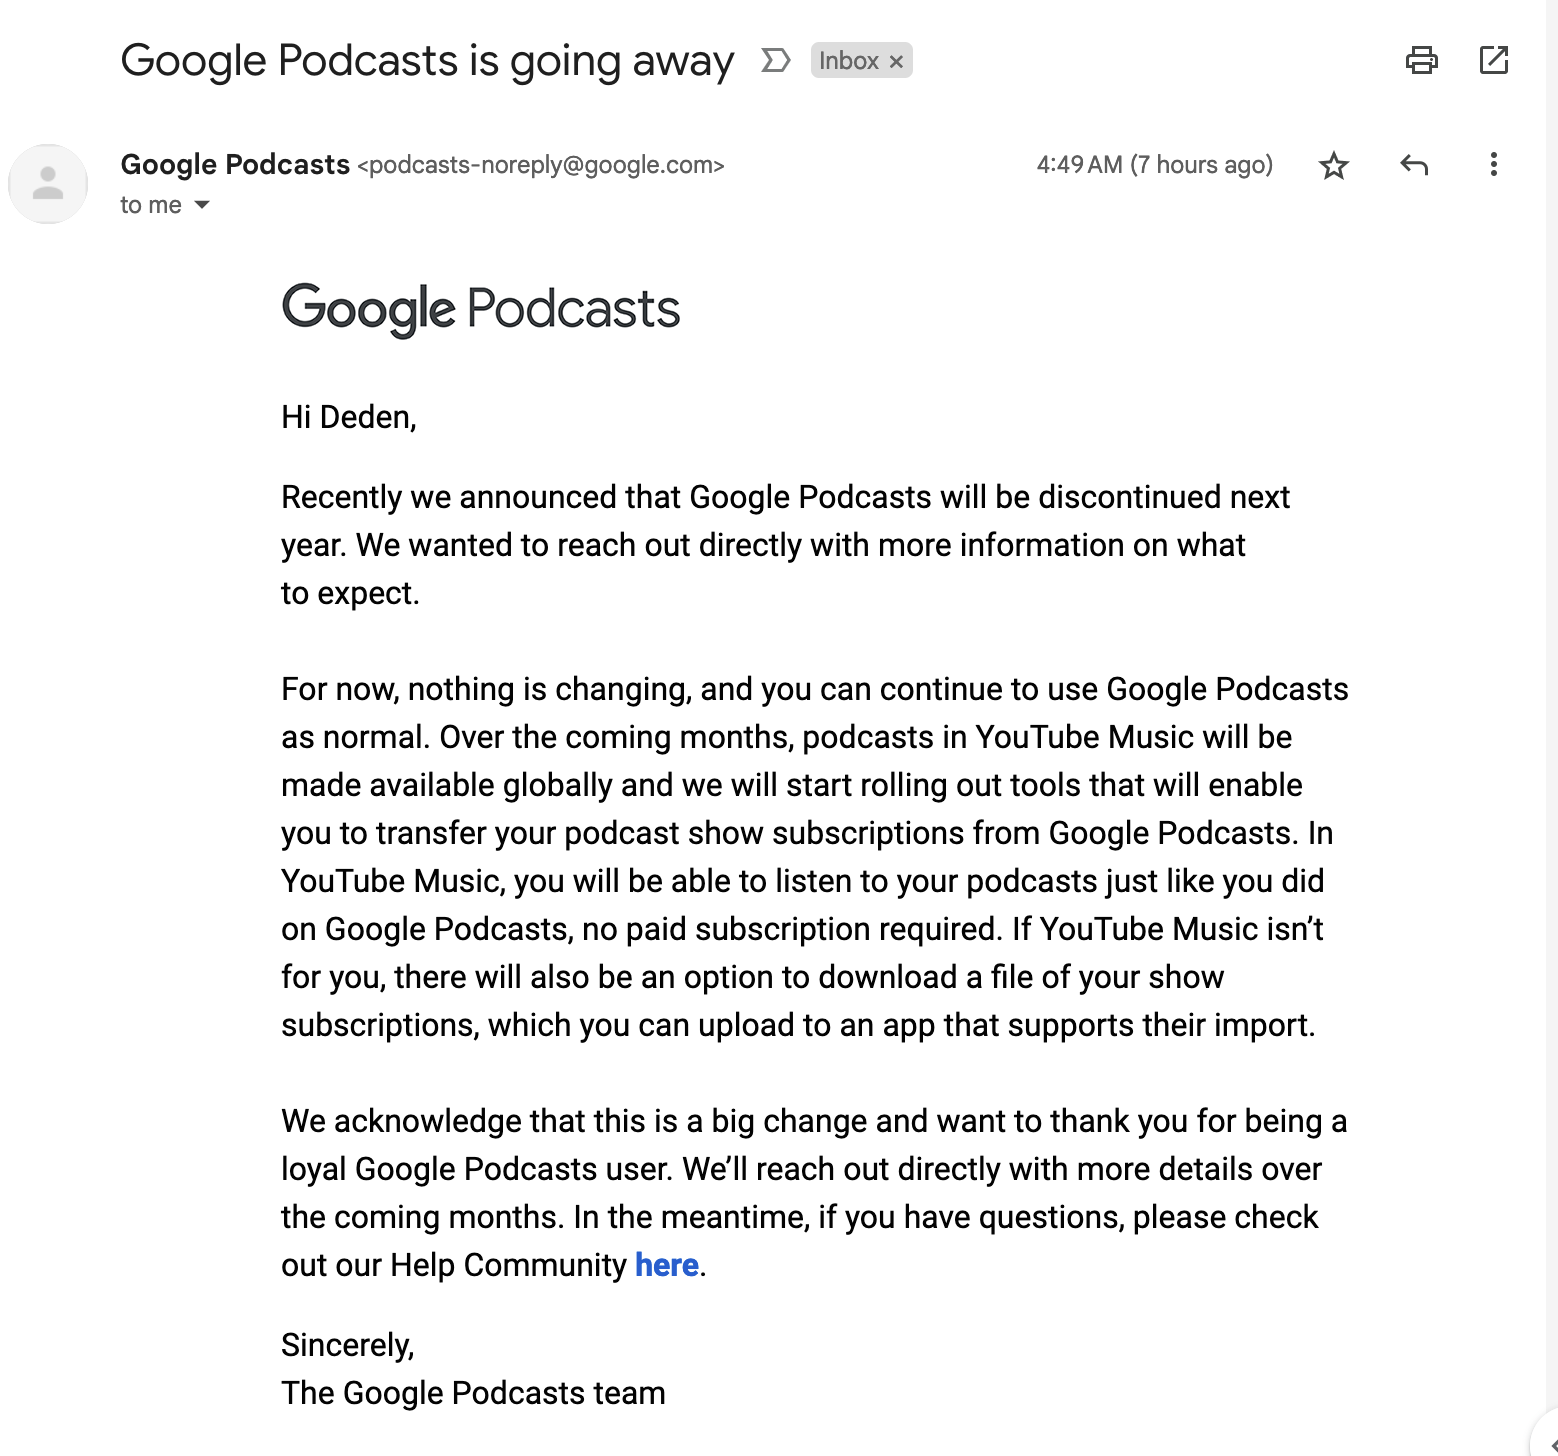 Google Podcasts is going away Inbox ×
Google Podcasts <podcasts-noreply@google.com> 4:49 AM (7 hours ago)
to me
Google Podcasts
Hi Deden,
Recently we announced that Google Podcasts will be discontinued next
year. We wanted to reach out directly with more information on what
to expect.
For now, nothing is changing, and you can continue to use Google Podcasts
as normal. Over the coming months, podcasts in YouTube Music will be
made available globally and we will start rolling out tools that will enable
you to transfer your podcast show subscriptions from Google Podcasts. In
YouTube Music, you will be able to listen to your podcasts just like you did
on Google Podcasts, no paid subscription required. If YouTube Music isn’t
for you, there will also be an option to download a file of your show
subscriptions, which you can upload to an app that supports their import.
We acknowledge that this is a big change and want to thank you for being a
loyal Google Podcasts user. We’ll reach out directly with more details over
the coming months. In the meantime, if you have questions, please check
out our Help Community here.
Sincerely,
The Google Podcasts team